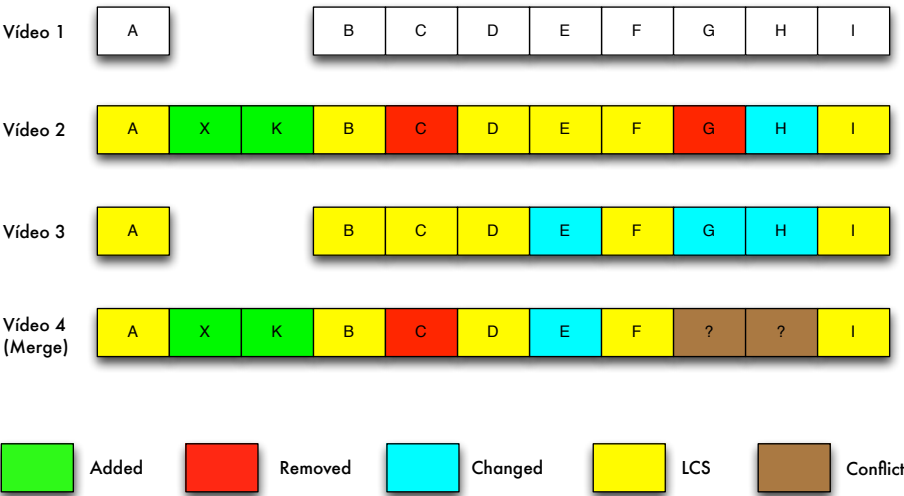 Vídeo 1 A B C D E F G H I
Vídeo 2 A X K B C D E F G H I
Vídeo 3 A B C D E F G H I
Vídeo 4
(Merge) A X K B C D E F ? ? I
Added Removed Changed LCS Conflict